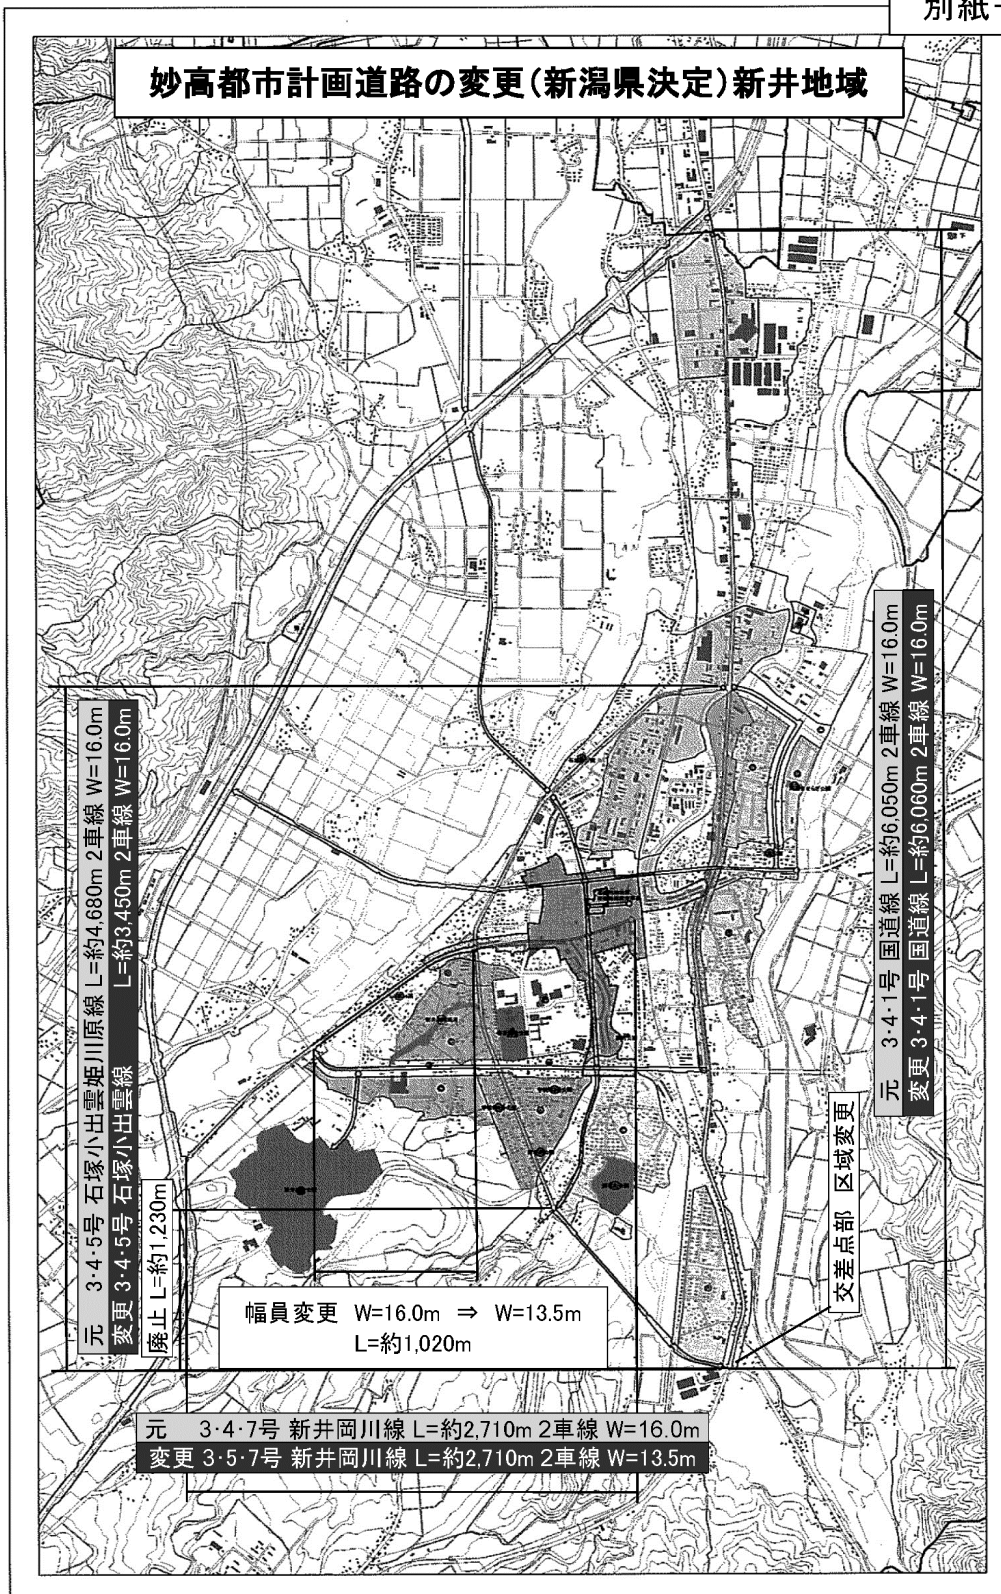 別紙
妙高都市計画道路の変更(新潟県決定)新井地域
元 3・4・5号 石塚小出雲姫川原線 L=約4,680m 2車線 W=16.0m
変更 3・4・5号 石塚小出雲線 L=約3,450m 2車線 W=16.0m
廃止 L=約1,230m
元 3・4・1号 国道線 L=約6,050m 2車線 W=16.0m
変更 3・4・1号 国道線 L=約6,060m 2車線 W=16.0m
交差点部 区域変更
幅員変更 W=16.0m ⇒ W=13.5m
L=約1,020m
元 3・4・7号 新井岡川線 L=約2,710m 2車線 W=16.0m
変更 3・5・7号 新井岡川線 L=約2,710m 2車線 W=13.5m